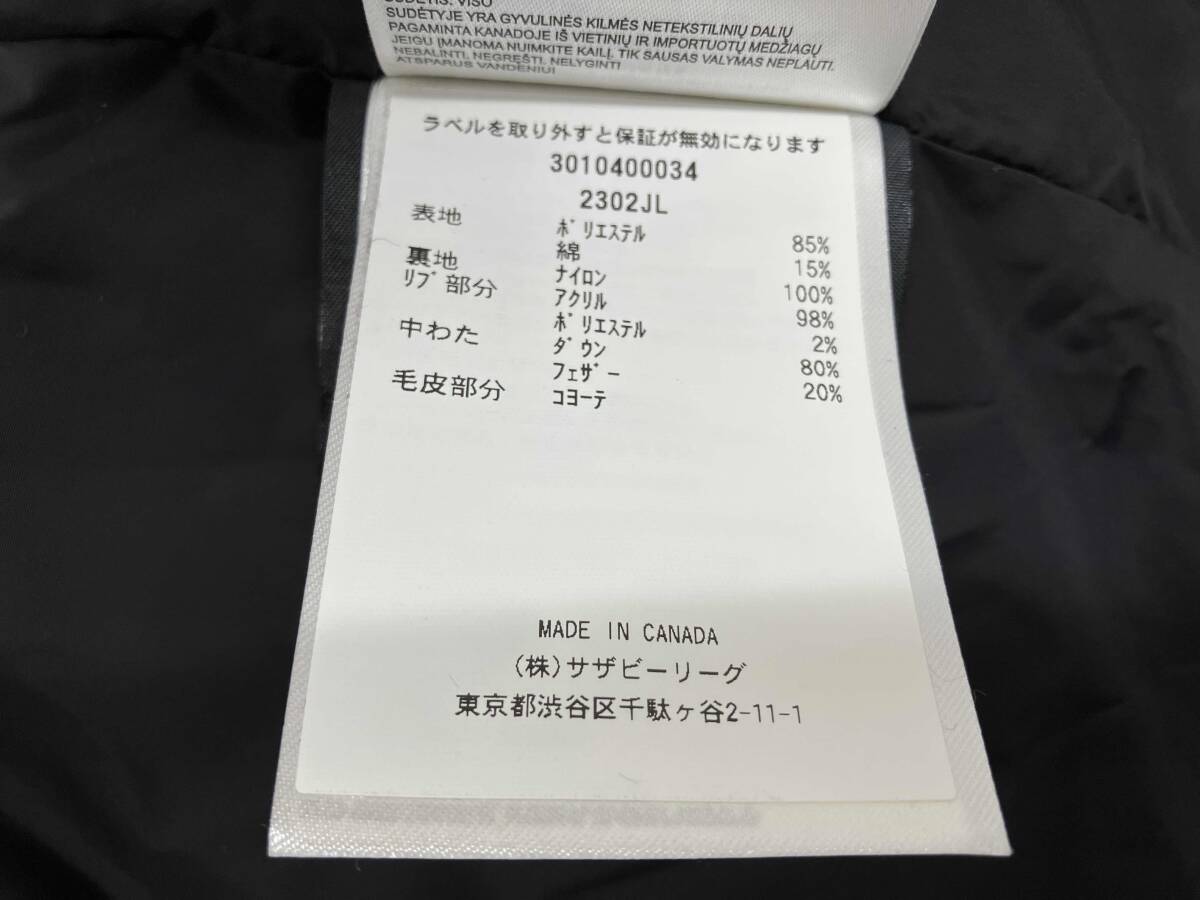 SUDĖTIS: VISO
SUDĖTYJE YRA GYVULINĖS KILMĖS NETEKSTILINIŲ DALIŲ
PAGAMINTA KANADOJE IŠ VIETINIŲ IR IMPORTUOTŲ MEDŽIAGŲ
JEIGU ĮMANOMA NUIMKITE KAILĮ, TIK SAUSAS VALYMAS NEPLAUTI.
NEBALINTI, NEGRĘŠTI, NELYGINTI
ATSPARUS VANDENIUI
ラベルを取り外すと保証が無効になります
3010400034
2302JL
表地 ポリエステル 85%
綿 15%
裏地 ナイロン 100%
リブ部分 アクリル 98%
ポリエステル 2%
中わた ダウン 80%
フェザー 20%
毛皮部分 コヨーテ
MADE IN CANADA
(株)サザビーリーグ
東京都渋谷区千駄ヶ谷2-11-1